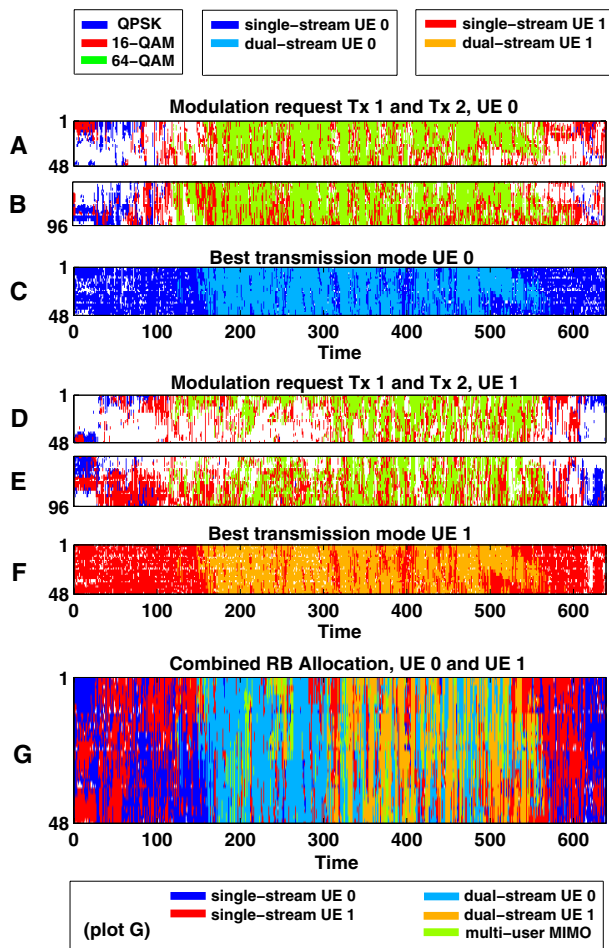 QPSK
16-QAM
64-QAM
single-stream UE 0
dual-stream UE 0
single-stream UE 1
dual-stream UE 1
Modulation request Tx 1 and Tx 2, UE 0
1
A
48
B
96
Best transmission mode UE 0
1
C
48
0 100 200 300 400 500 600
Time
Modulation request Tx 1 and Tx 2, UE 1
1
D
48
E
96
Best transmission mode UE 1
1
F
48
0 100 200 300 400 500 600
Time
Combined RB Allocation, UE 0 and UE 1
1
G
48
0 100 200 300 400 500 600
Time
(plot G)
single-stream UE 0
single-stream UE 1
dual-stream UE 0
dual-stream UE 1
multi-user MIMO